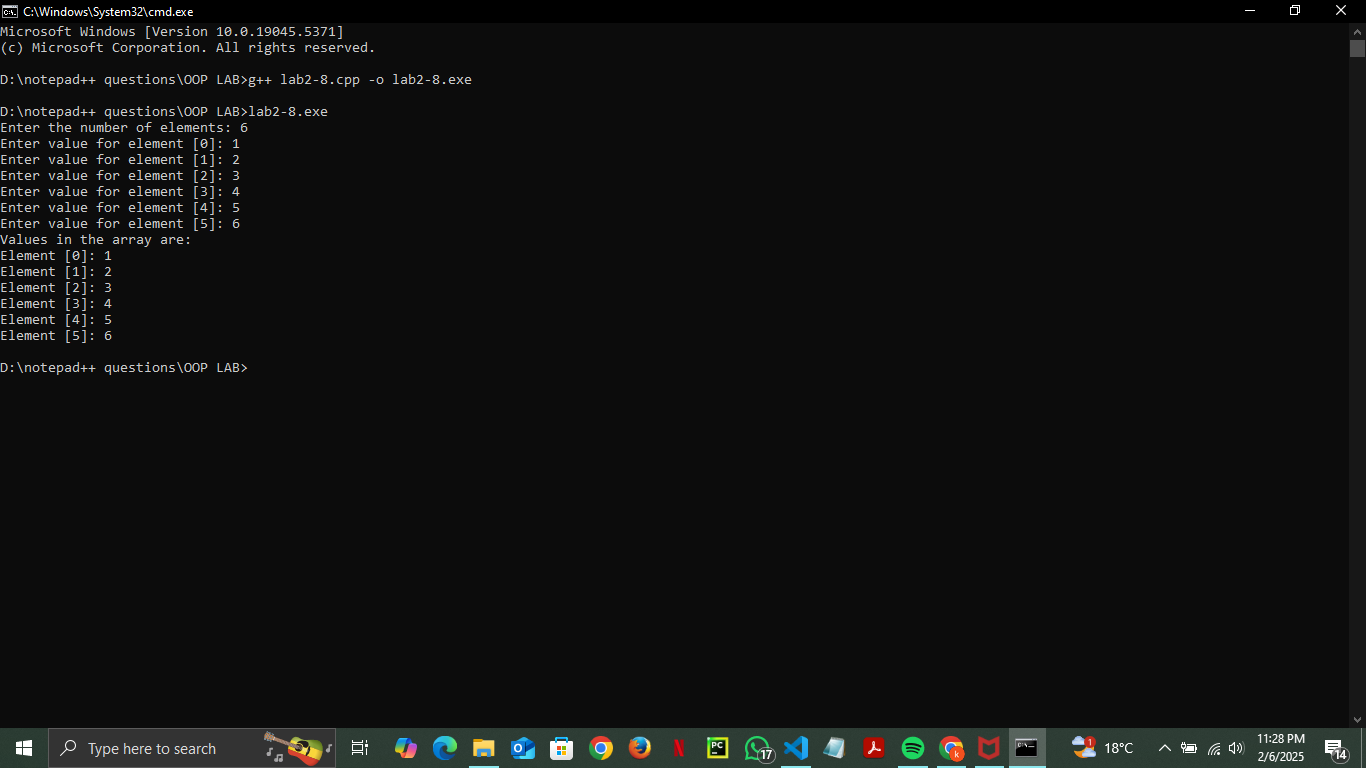 C:\Windows\System32\cmd.exe
Microsoft Windows [Version 10.0.19045.5371]
(c) Microsoft Corporation. All rights reserved.
D:\notepad++ questions\OOP LAB>g++ lab2-8.cpp -o lab2-8.exe
D:\notepad++ questions\OOP LAB>lab2-8.exe
Enter the number of elements: 6
Enter value for element [0]: 1
Enter value for element [1]: 2
Enter value for element [2]: 3
Enter value for element [3]: 4
Enter value for element [4]: 5
Enter value for element [5]: 6
Values in the array are:
Element [0]: 1
Element [1]: 2
Element [2]: 3
Element [3]: 4
Element [4]: 5
Element [5]: 6
D:\notepad++ questions\OOP LAB>
Type here to search
PC
17
k
1
18°C
11:28 PM
2/6/2025
14